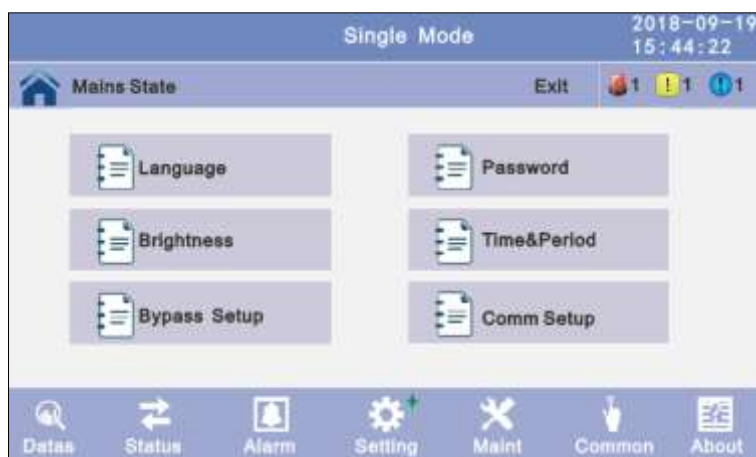 Single Mode
2018-09-19
15:44:22
Mains State
Exit
1
1
1
Language
Password
Brightness
Time&Period
Bypass Setup
Comm Setup
Datas
Status
Alarm
Setting
Maint
Common
About